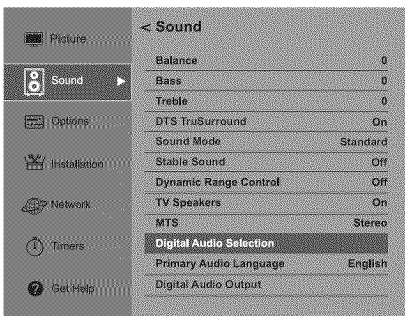 Picture
Sound
Options
Installation
Network
Timers
Get Help
< Sound
Balance 0
Bass 0
Treble 0
DTS TruSurround On
Sound Mode Standard
Stable Sound Off
Dynamic Range Control Off
TV Speakers On
MTS Stereo
Digital Audio Selection
Primary Audio Language English
Digital Audio Output